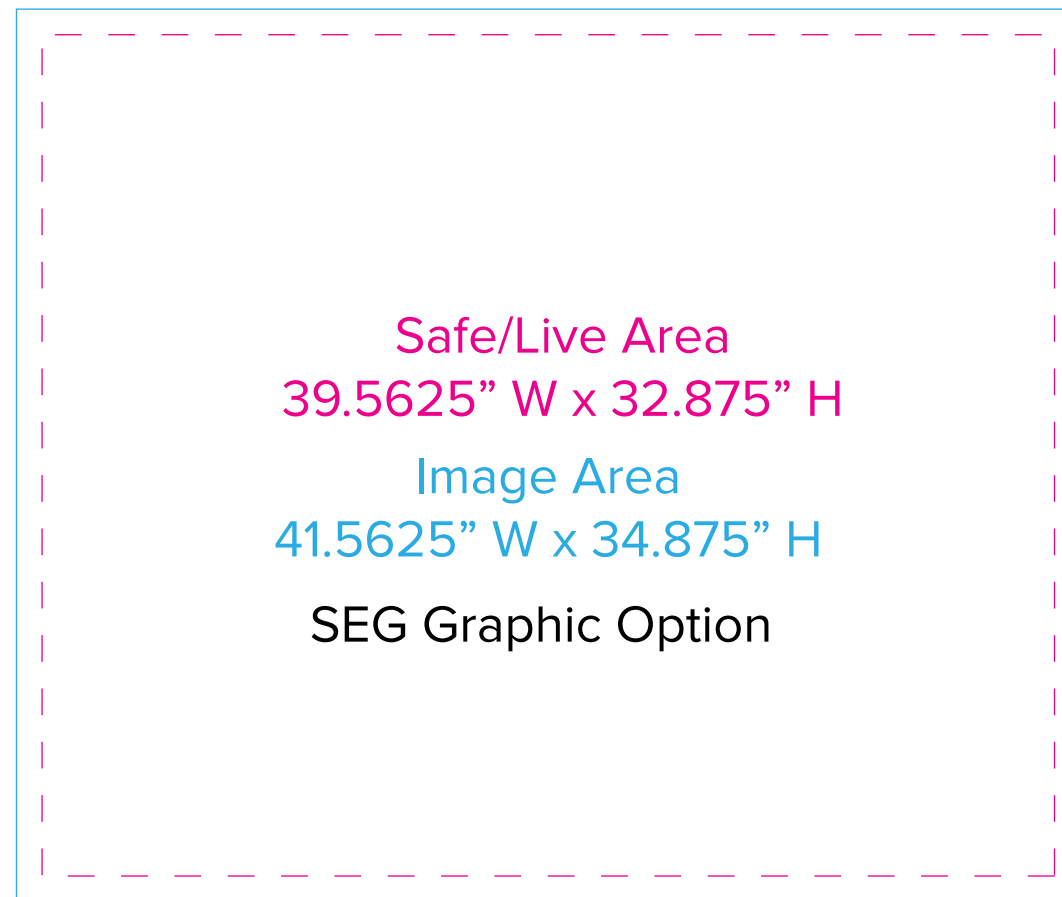 Safe/Live Area
39.5625” W x 32.875” H
Image Area
41.5625” W x 34.875” H
SEG Graphic Option